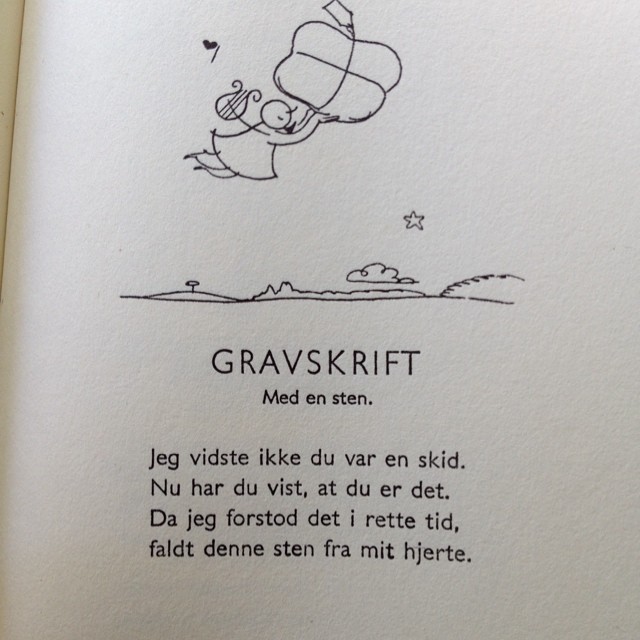 GRAVSKRIFT
Med en sten.
Jeg vidste ikke du var en skid.
Nu har du vist, at du er det.
Da jeg forstod det i rette tid,
faldt denne sten fra mit hjerte.